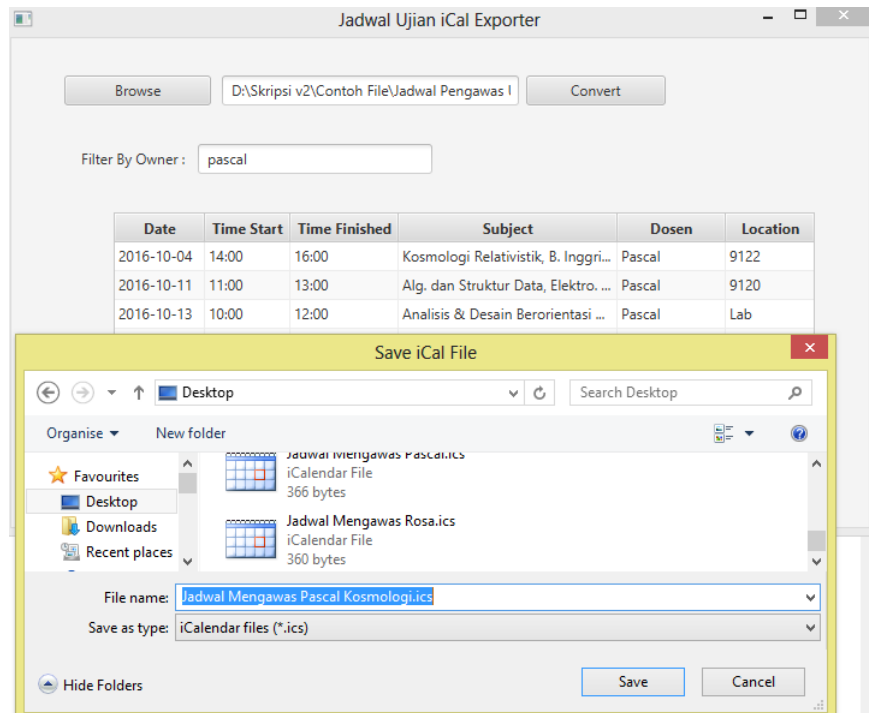 Jadwal Ujian iCal Exporter
Browse D:\Skripsi v2\Contoh File\Jadwal Pengawas Convert
Filter By Owner : pascal
Date Time Start Time Finished Subject Dosen Location
2016-10-04 14:00 16:00 Kosmologi Relativistik, B. Inggri... Pascal 9122
2016-10-11 11:00 13:00 Alg. dan Struktur Data, Elektro. ... Pascal 9120
2016-10-13 10:00 12:00 Analisis & Desain Berorientasi ... Pascal Lab
Save iCal File
Desktop Search Desktop
Organise New folder
Jadwal Mengawas Pascal.ics
Favourites iCalendar File
366 bytes
Desktop
Jadwal Mengawas Rosa.ics
Downloads iCalendar File
Recent places 360 bytes
File name: Jadwal Mengawas Pascal Kosmologi.ics
Save as type: iCalendar files (*.ics)
Hide Folders Save Cancel